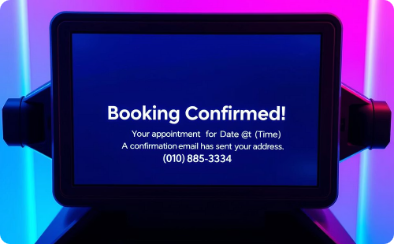 Booking Confirmed!
Your appointment for Date @t (Time)
A confirmation email has sent your address.
(010) 885-3334